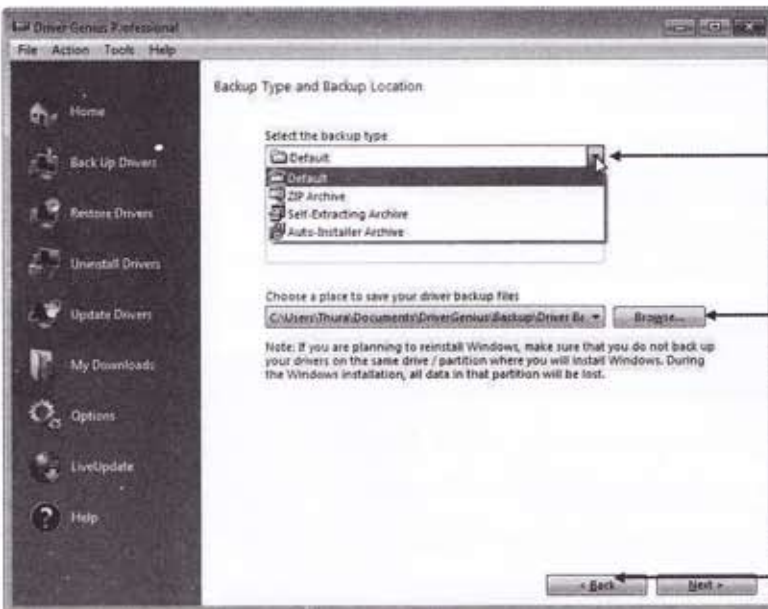 Driver Genius Professional
File Action Tools Help
Home
Back Up Drivers
Restore Drivers
Uninstall Drivers
Update Drivers
My Downloads
Options
LiveUpdate
Help
Backup Type and Backup Location
Select the backup type
Default
Default
ZIP Archive
Self-Extracting Archive
Auto-Installer Archive
Choose a place to save your driver backup files
C:\Users\Thura\Documents\DriverGenius\Backup\Driver Ba
Browse...
Note: If you are planning to reinstall Windows, make sure that you do not back up
your drivers on the same drive / partition where you will install Windows. During
the Windows installation, all data in that partition will be lost.
< Back
Next >